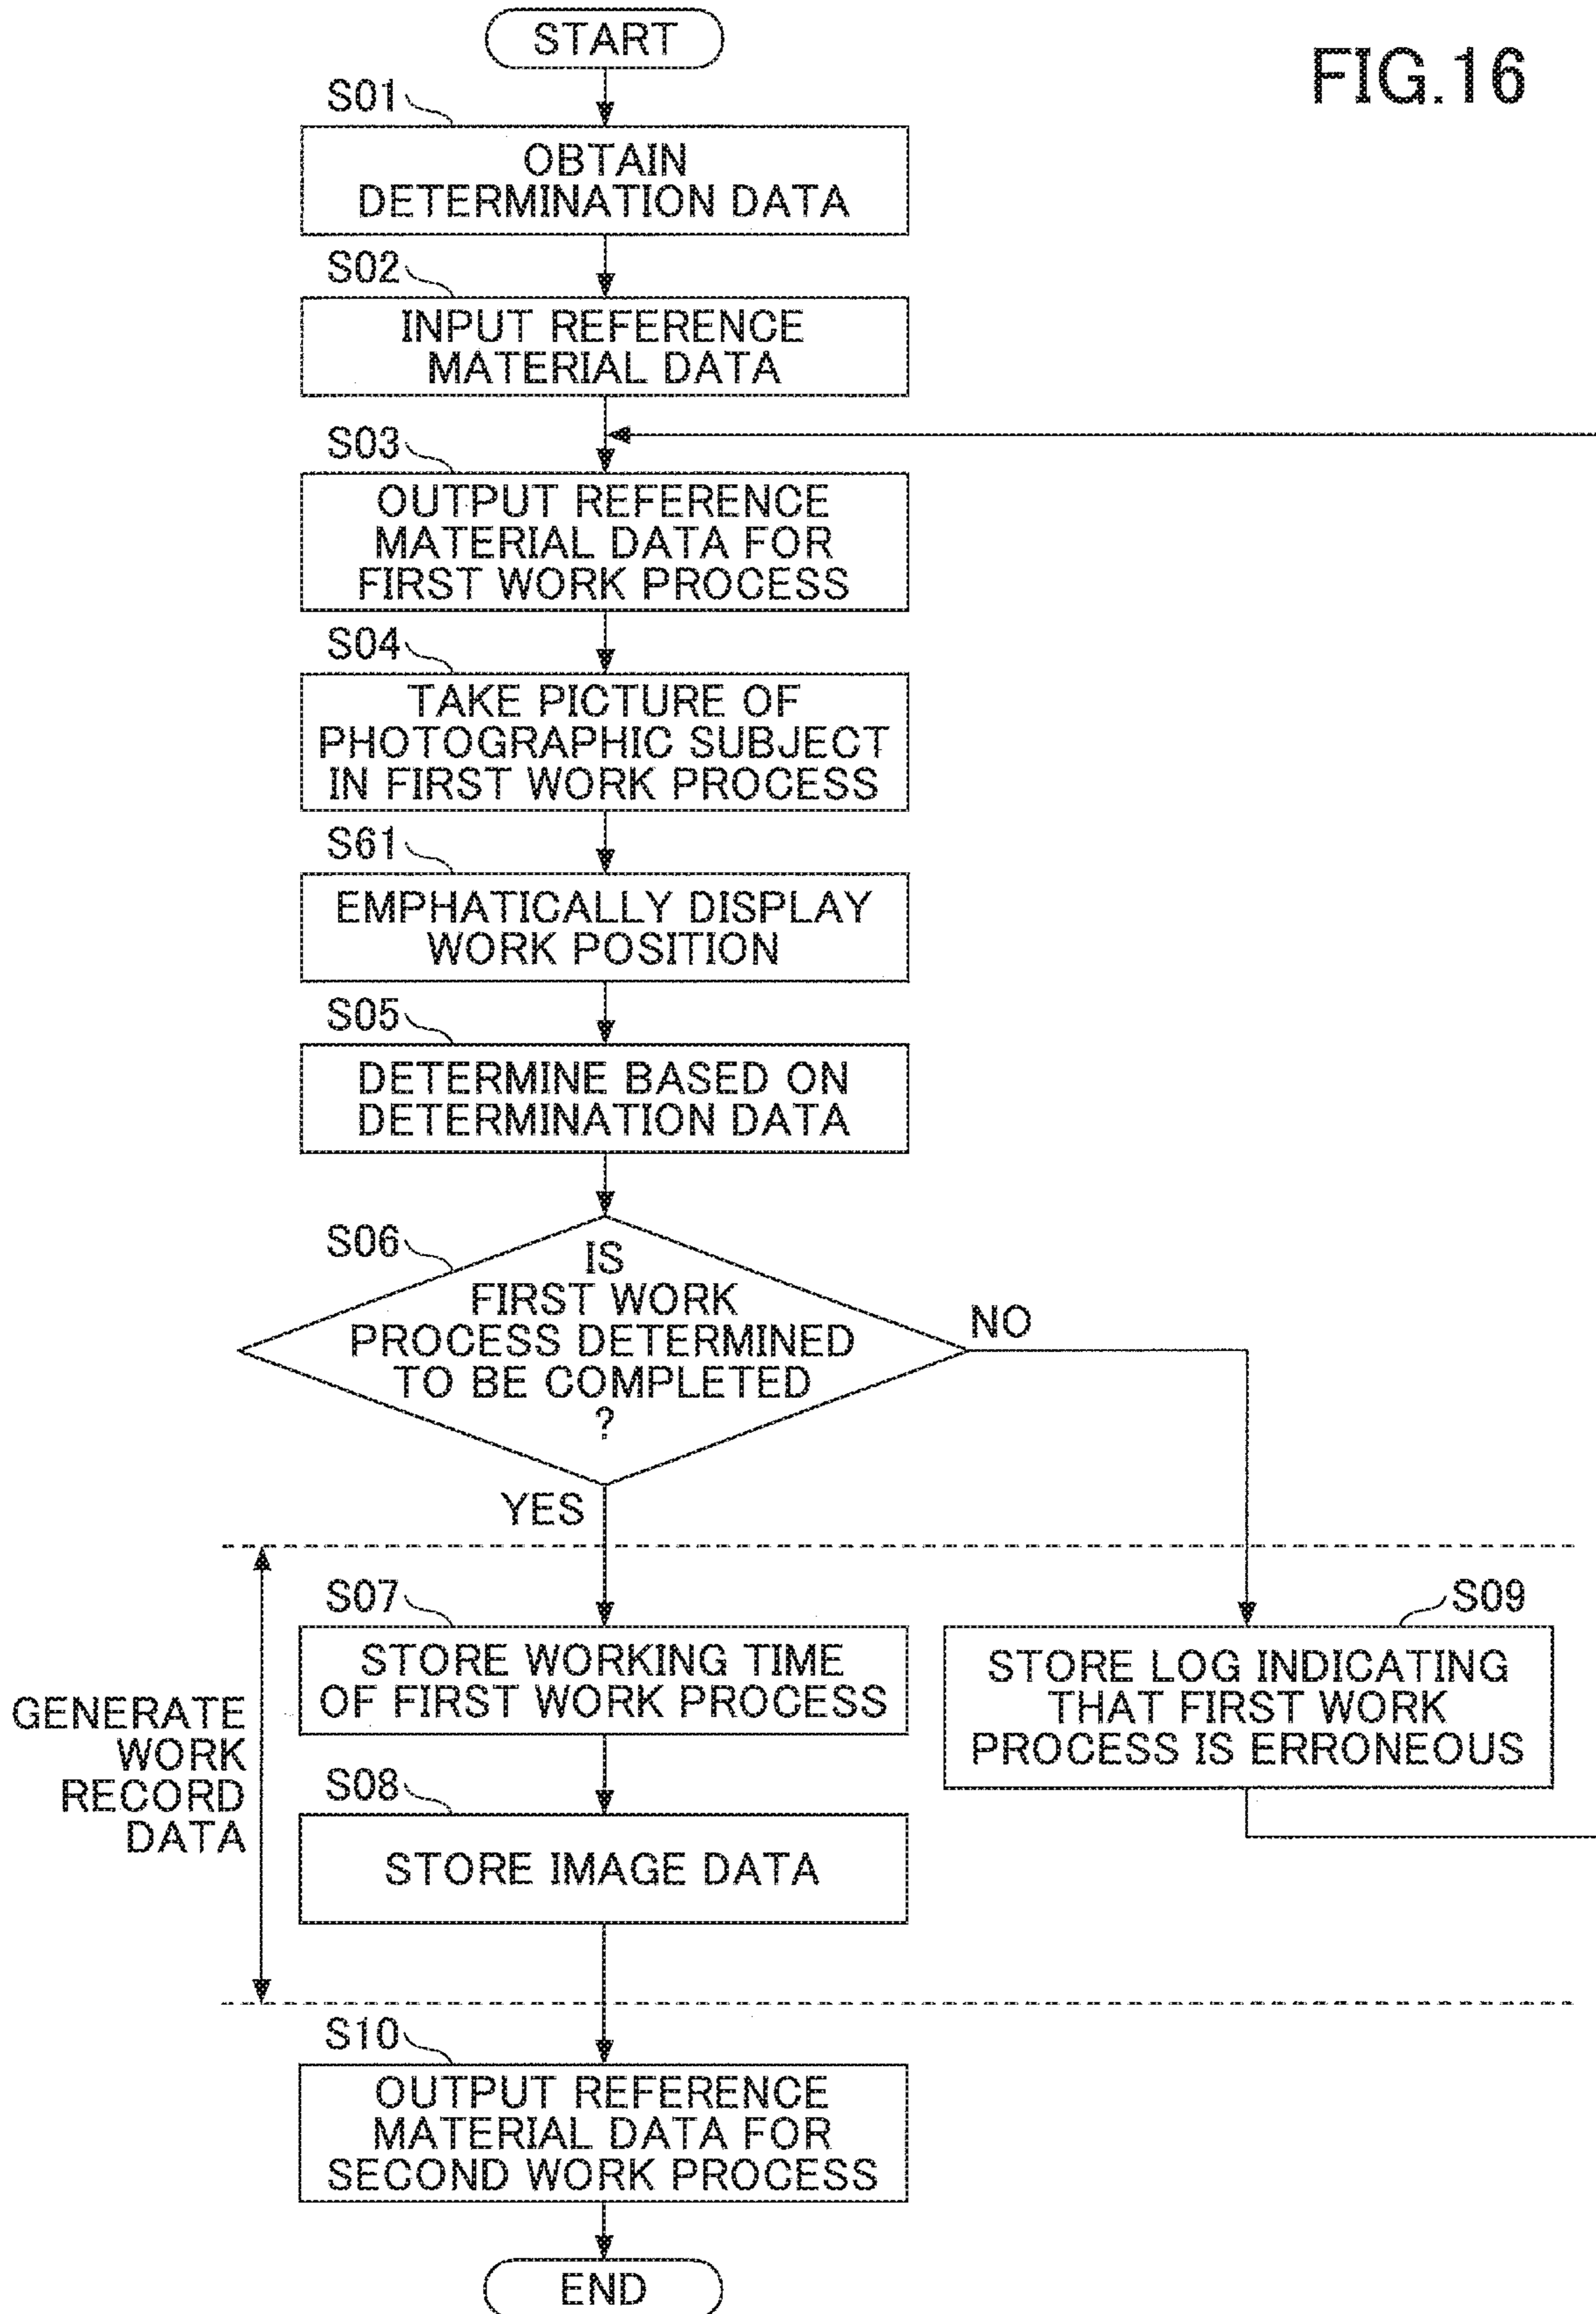 START
FIG.16
S01
OBTAIN
DETERMINATION DATA
S02
INPUT REFERENCE
MATERIAL DATA
S03
OUTPUT REFERENCE
MATERIAL DATA FOR
FIRST WORK PROCESS
S04
TAKE PICTURE OF
PHOTOGRAPHIC SUBJECT
IN FIRST WORK PROCESS
S61
EMPHATICALLY DISPLAY
WORK POSITION
S05
DETERMINE BASED ON
DETERMINATION DATA
S06
IS
FIRST WORK
PROCESS DETERMINED
TO BE COMPLETED
?
NO
YES
GENERATE
WORK
RECORD
DATA
S07
STORE WORKING TIME
OF FIRST WORK PROCESS
S08
STORE IMAGE DATA
S09
STORE LOG INDICATING
THAT FIRST WORK
PROCESS IS ERRONEOUS
S10
OUTPUT REFERENCE
MATERIAL DATA FOR
SECOND WORK PROCESS
END